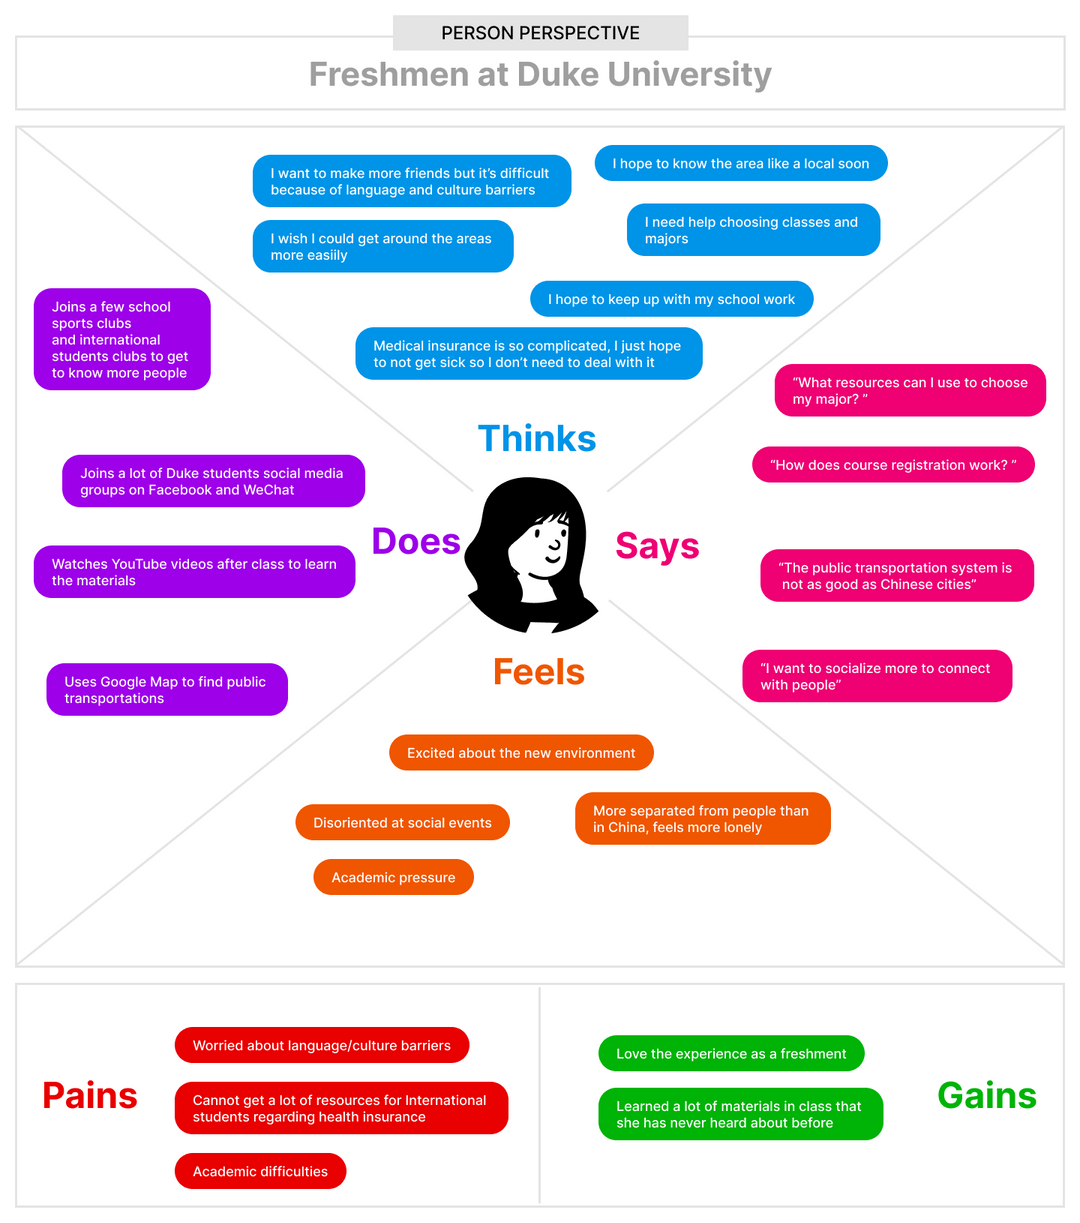 PERSON PERSPECTIVE
Freshmen at Duke University
I want to make more friends but it's difficult
because of language and culture barriers
I hope to know the area like a local soon
I wish I could get around the areas
more easiily
I need help choosing classes and
majors
I hope to keep up with my school work
Medical insurance is so complicated, I just hope
to not get sick so I don't need to deal with it
Thinks
Joins a few school
sports clubs
and international
students clubs to get
to know more people
Joins a lot of Duke students social media
groups on Facebook and WeChat
Watches YouTube videos after class to learn
the materials
Uses Google Map to find public
transportations
Does
Says
“What resources can I use to choose
my major? ”
“How does course registration work? ”
“The public transportation system is
not as good as Chinese cities“
“I want to socialize more to connect
with people”
Feels
Excited about the new environment
Disoriented at social events
More separated from people than
in China, feels more lonely
Academic pressure
Pains
Worried about language/culture barriers
Cannot get a lot of resources for International
students regarding health insurance
Academic difficulties
Love the experience as a freshment
Learned a lot of materials in class that
she has never heard about before
Gains